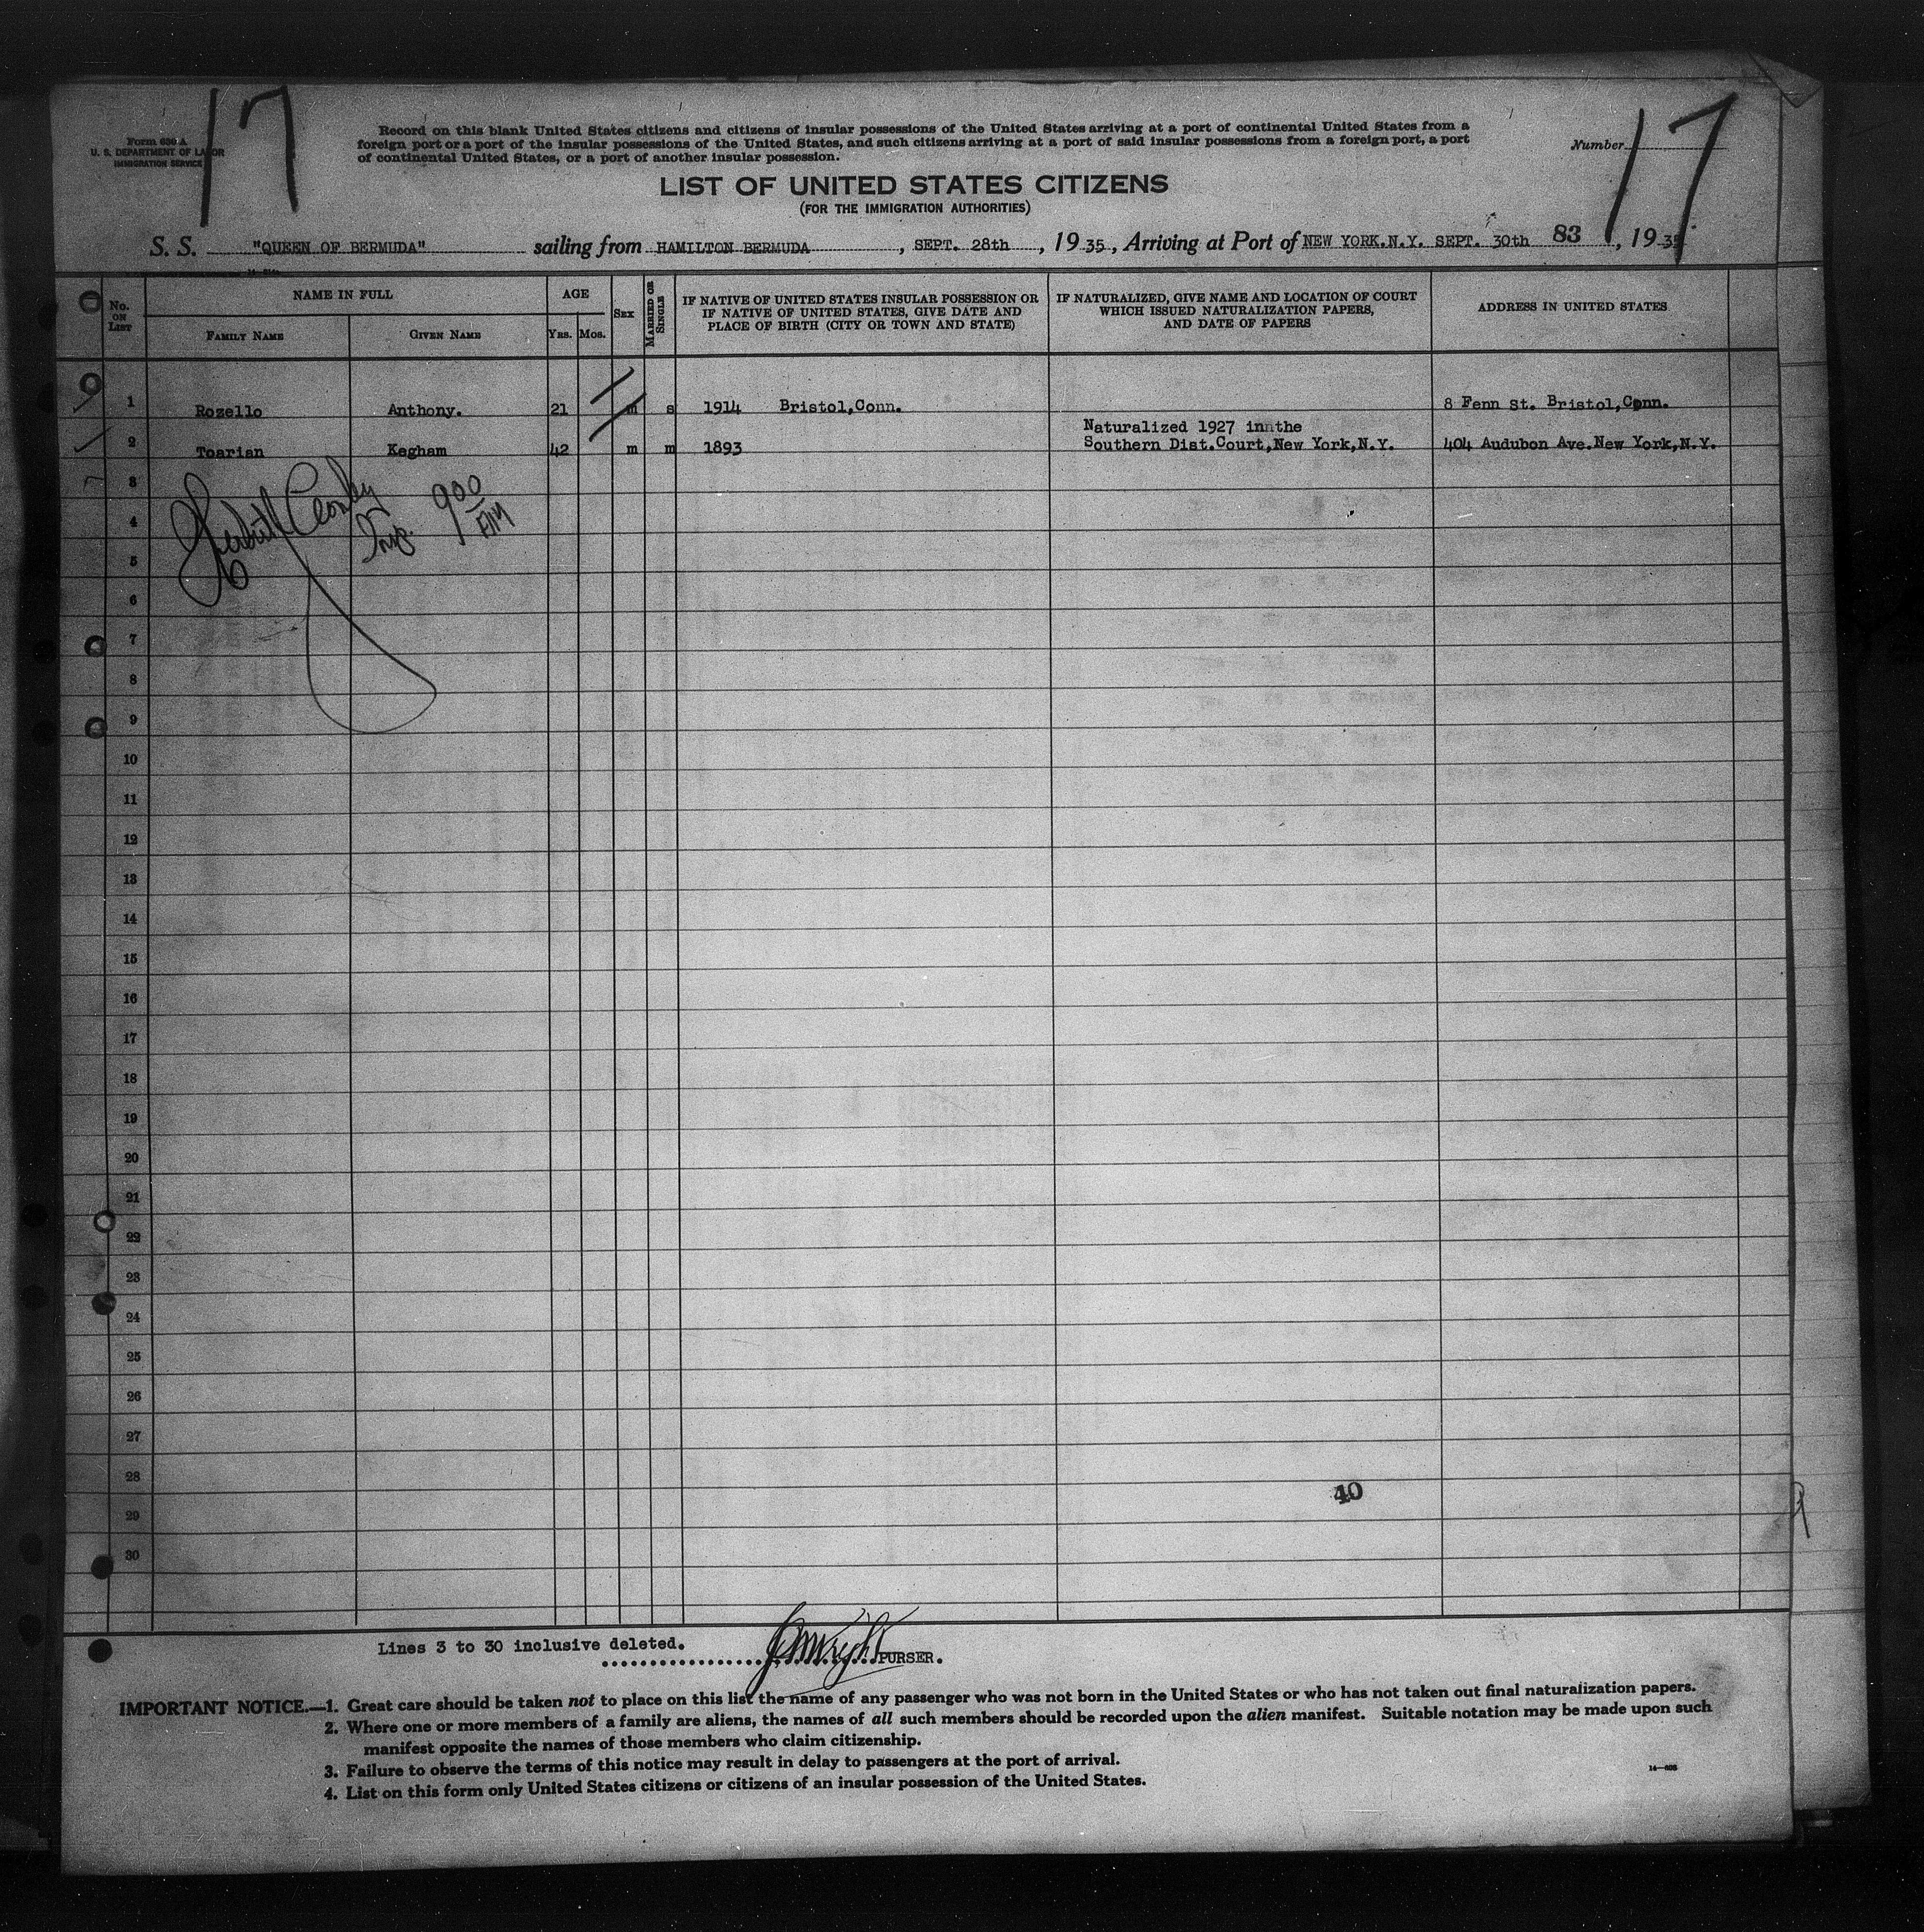 17
17
Form 630 A
U. S. DEPARTMENT OF LABOR
IMMIGRATION SERVICE
Record on this blank United States citizens and citizens of insular possessions of the United States arriving at a port of continental United States from a
foreign port or a port of the insular possessions of the United States, and such citizens arriving at a port of said insular possessions from a foreign port, a port
of continental United States, or a port of another insular possession.
Number
LIST OF UNITED STATES CITIZENS
(FOR THE IMMIGRATION AUTHORITIES)
S. S. "QUEEN OF BERMUDA" sailing from HAMILTON BERMUDA, SEPT. 28th, 1935, Arriving at Port of NEW YORK.N.Y. SEPT. 30th 83, 1935
No. ON LIST
NAME IN FULL
FAMILY NAME
GIVEN NAME
AGE
YRS. MOS.
SEX
MARRIED OR SINGLE
IF NATIVE OF UNITED STATES INSULAR POSSESSION OR
IF NATIVE OF UNITED STATES, GIVE DATE AND
PLACE OF BIRTH (CITY OR TOWN AND STATE)
IF NATURALIZED, GIVE NAME AND LOCATION OF COURT
WHICH ISSUED NATURALIZATION PAPERS,
AND DATE OF PAPERS
ADDRESS IN UNITED STATES
1 Rozello Anthony. 21 m s 1914 Bristol,Conn. 8 Fenn St. Bristol,Conn.
Naturalized 1927 innthe
2 Toarian Kegham 42 m m 1893 Southern Dist.Court,New York,N.Y. 404 Audubon Ave.New York,N.Y.
3
Insp. 900 AM
4
5
6
7
8
9
10
11
12
13
14
15
16
17
18
19
20
21
22
23
24
25
26
27
28
40
29
30
Lines 3 to 30 inclusive deleted.
PURSER.
IMPORTANT NOTICE.—1. Great care should be taken not to place on this list the name of any passenger who was not born in the United States or who has not taken out final naturalization papers.
2. Where one or more members of a family are aliens, the names of all such members should be recorded upon the alien manifest. Suitable notation may be made upon such
manifest opposite the names of those members who claim citizenship.
3. Failure to observe the terms of this notice may result in delay to passengers at the port of arrival.
4. List on this form only United States citizens or citizens of an insular possession of the United States.